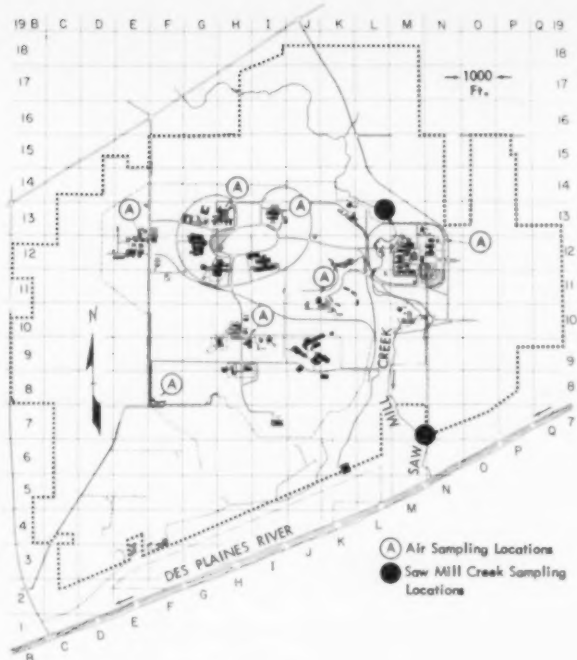 19 B C D E F G H I J K L M N O P Q 19
18 18
17 17
16 16
15 15
14 14
13 13
12 12
11 11
10 10
9 9
8 8
7
6
5
4
3
2
1
1000
Ft.
A
A
A
A
A
A
A
N
SAW MILL CREEK
DES PLAINES RIVER
B C D E F G H I J K L M N O P Q 7
A Air Sampling Locations
Saw Mill Creek Sampling
Locations